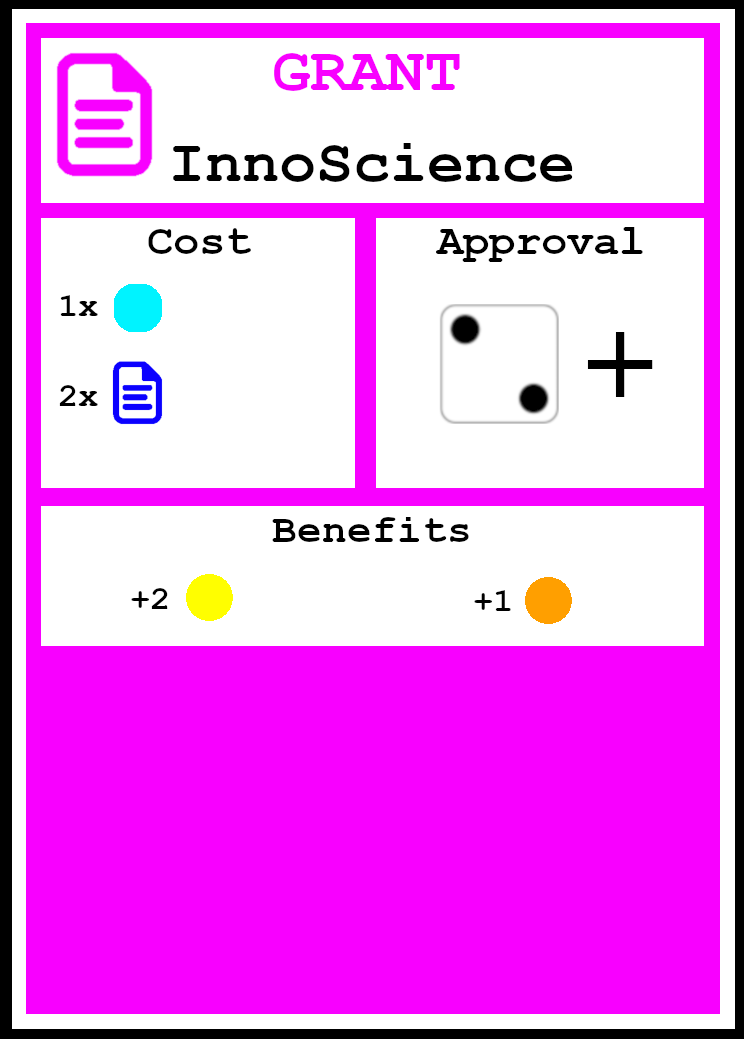 GRANT
InnoScience
Cost
1x
2x
Approval
+
Benefits
+2
+1